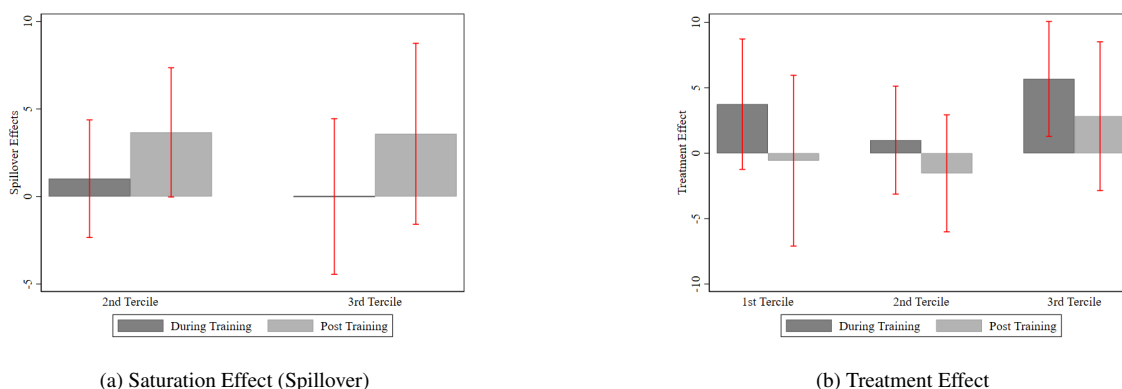 10
5
0
-5
Spillover Effects
2nd Tercile
3rd Tercile
During Training
Post Training
(a) Saturation Effect (Spillover)
10
5
0
-5
-10
Treatment Effect
1st Tercile
2nd Tercile
3rd Tercile
During Training
Post Training
(b) Treatment Effect